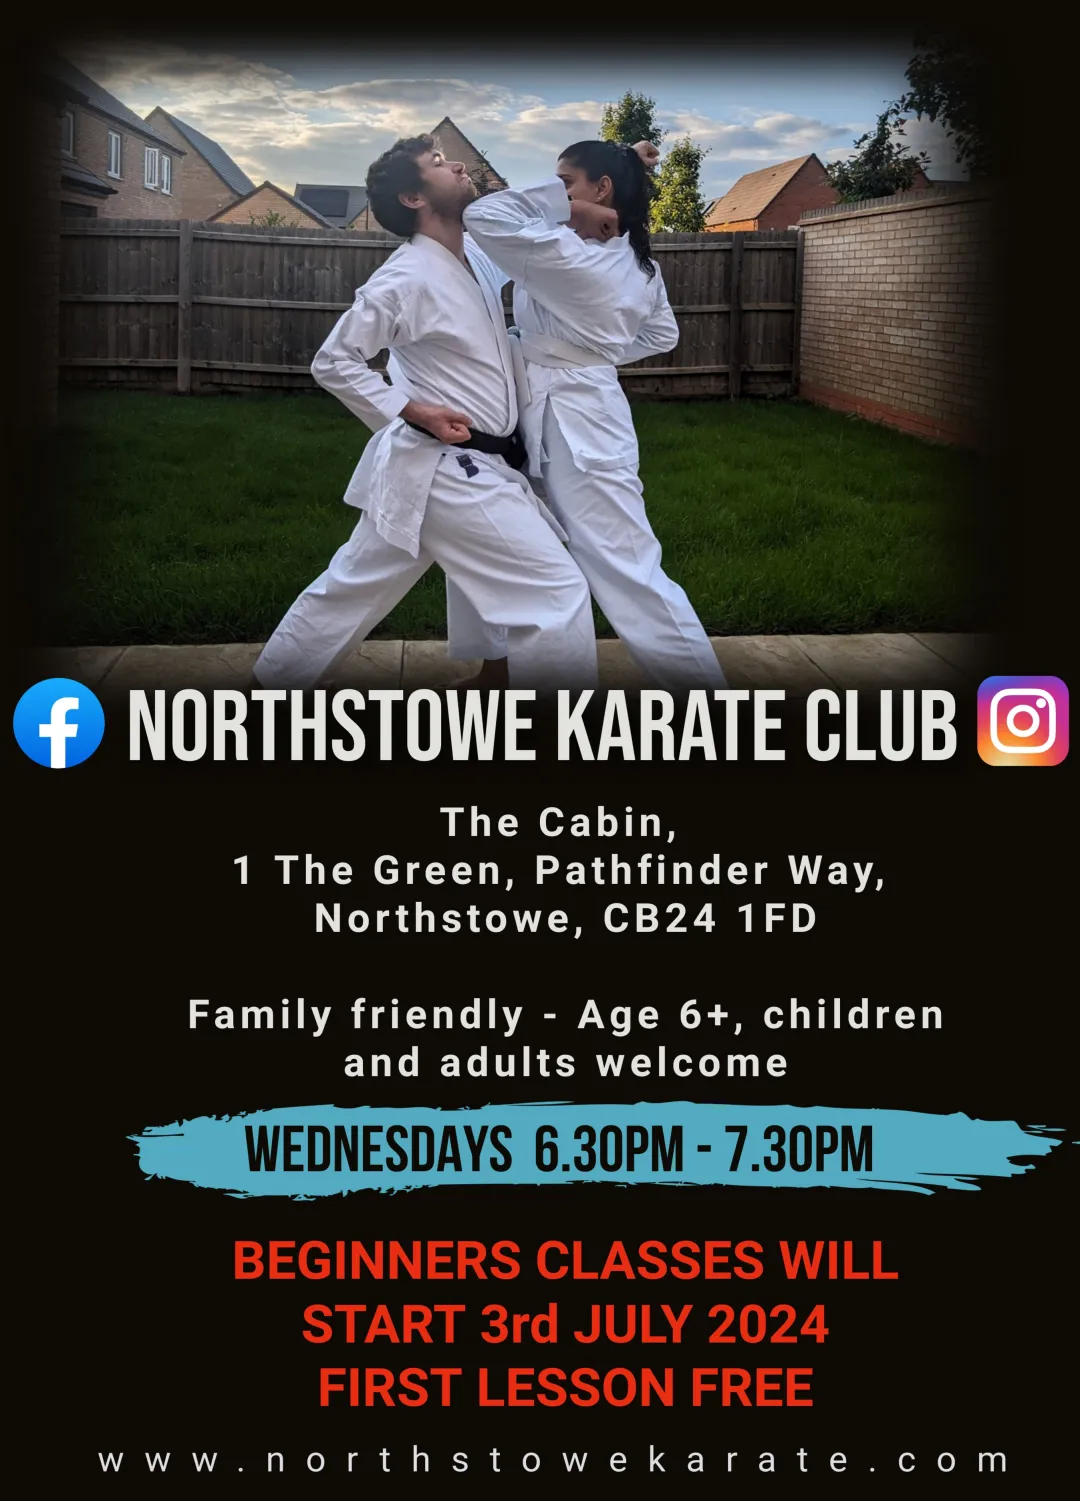 NORTHSTOWE KARATE CLUB
The Cabin,
1 The Green, Pathfinder Way,
Northstowe, CB24 1FD
Family friendly - Age 6+, children
and adults welcome
WEDNESDAYS 6.30PM - 7.30PM
BEGINNERS CLASSES WILL
START 3rd JULY 2024
FIRST LESSON FREE
www.northstowekarate.com